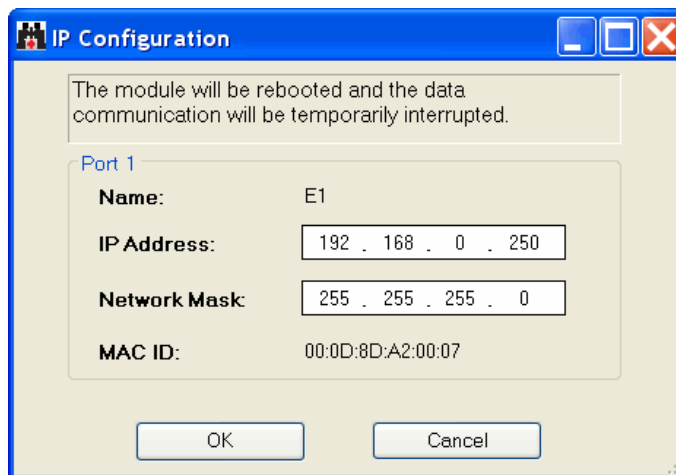 IP Configuration
The module will be rebooted and the data
communication will be temporarily interrupted.
Port 1
Name: E1
IP Address: 192 . 168 . 0 . 250
Network Mask: 255 . 255 . 255 . 0
MAC ID: 00:0D:8D:A2:00:07
OK Cancel